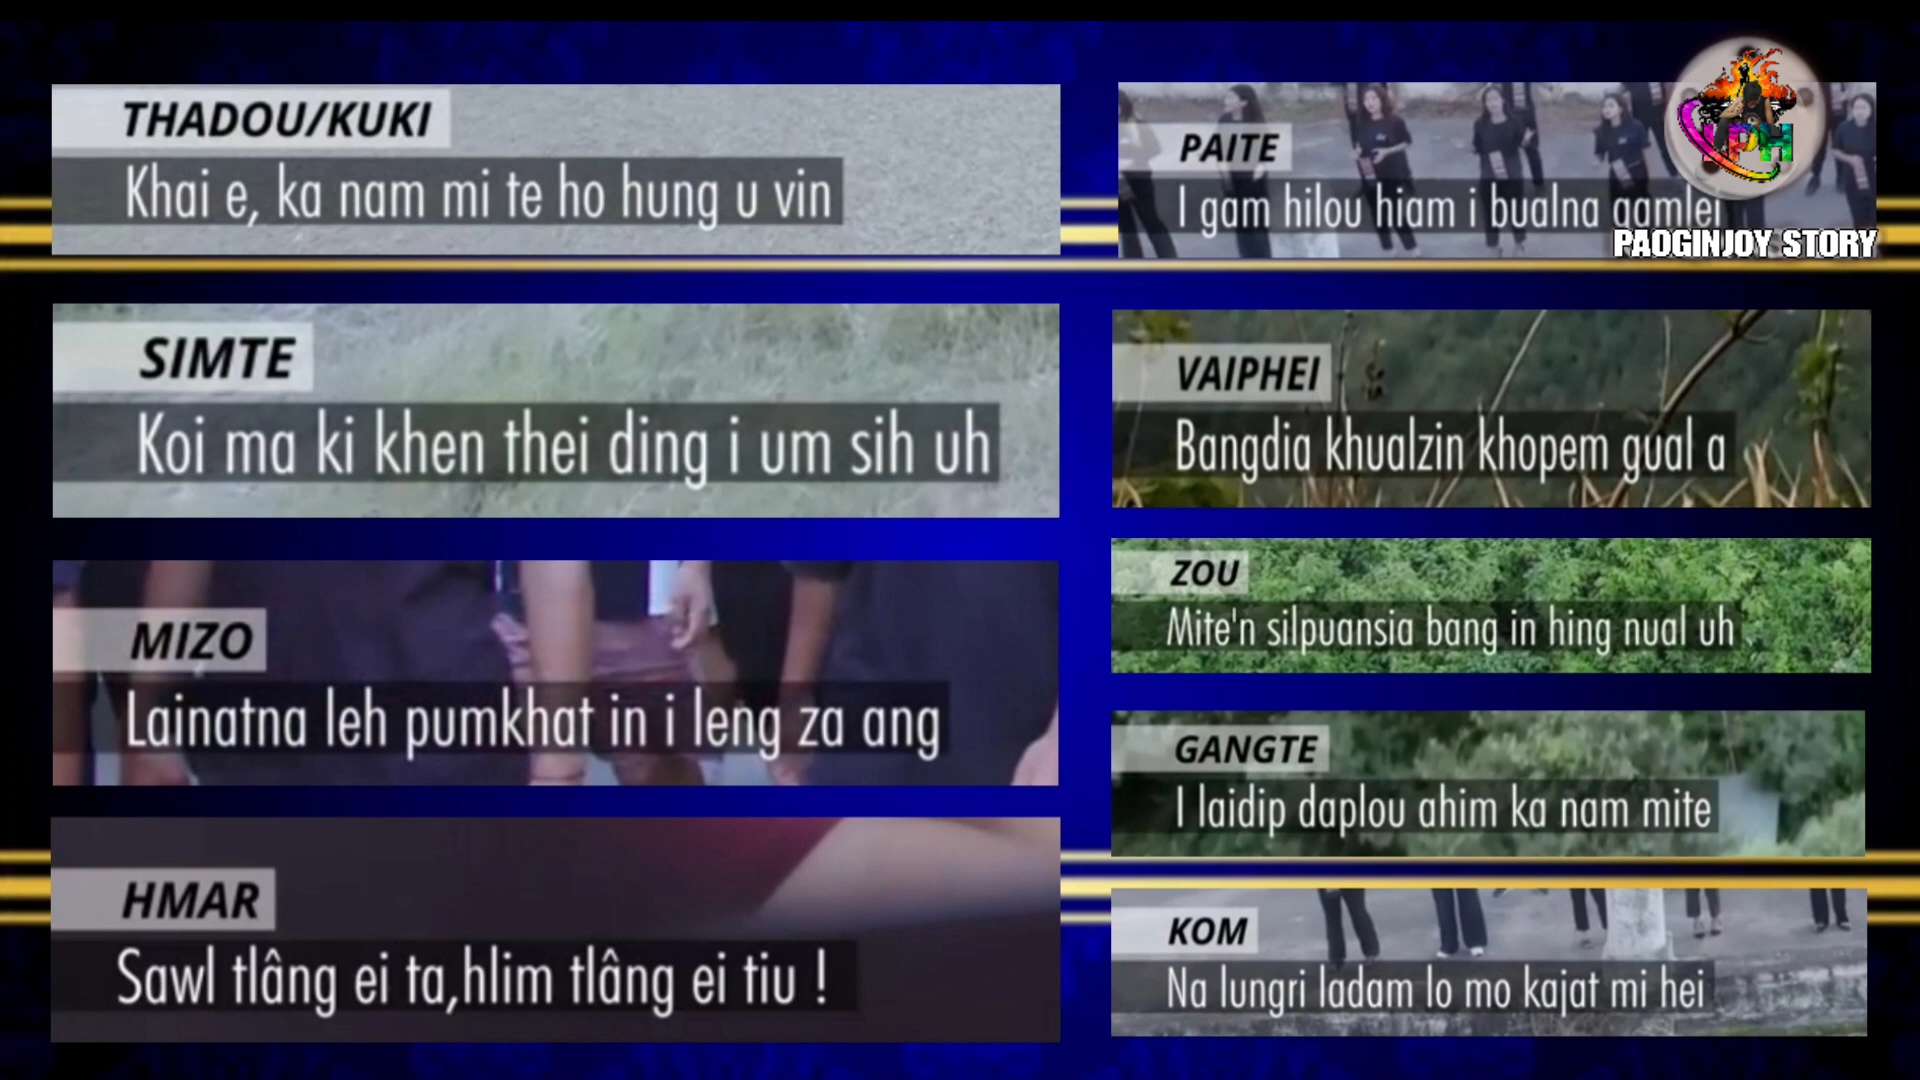 THADOU/KUKI
Khai e, ka nam mi te ho hung u vin
SIMTE
Koi ma ki khen thei ding i um sih uh
MIZO
Lainatna leh pumkhat in i leng za ang
HMAR
Sawl tlâng ei ta,hlim tlâng ei tiu !
PAITE
I gam hilou hiam i bualna gamlei
VAIPHEI
Bangdia khualzin khopem gual a
ZOU
Mite'n silpuansia bang in hing nual uh
GANGTE
I laidip daplou ahim ka nam mite
KOM
Na lungri ladam lo mo kajat mi hei
PAOGINJOY STORY